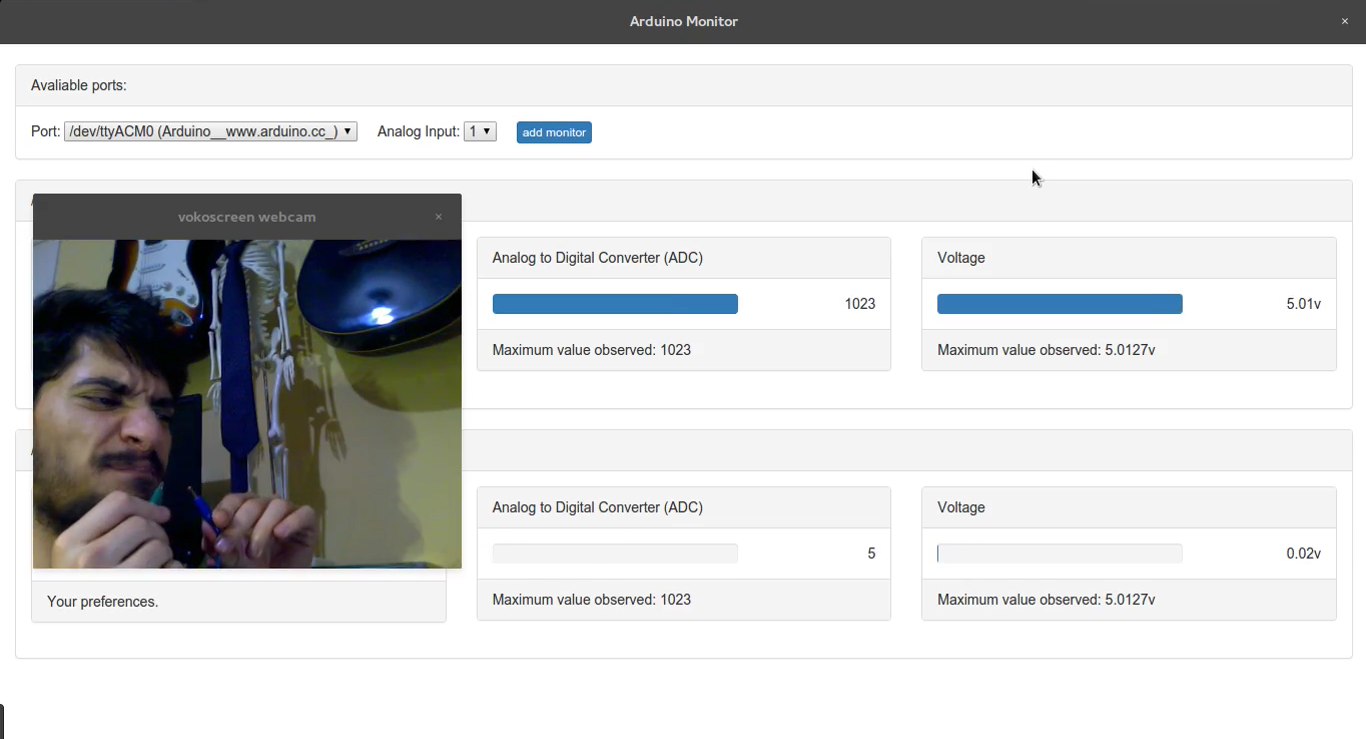 Arduino Monitor ×
Avaliable ports:
Port: /dev/ttyACM0 (Arduino__www.arduino.cc_) Analog Input: 1 add monitor
vokoscreen webcam ×
Analog to Digital Converter (ADC)
1023
Maximum value observed: 1023
Voltage
5.01v
Maximum value observed: 5.0127v
Your preferences.
Analog to Digital Converter (ADC)
5
Maximum value observed: 1023
Voltage
0.02v
Maximum value observed: 5.0127v